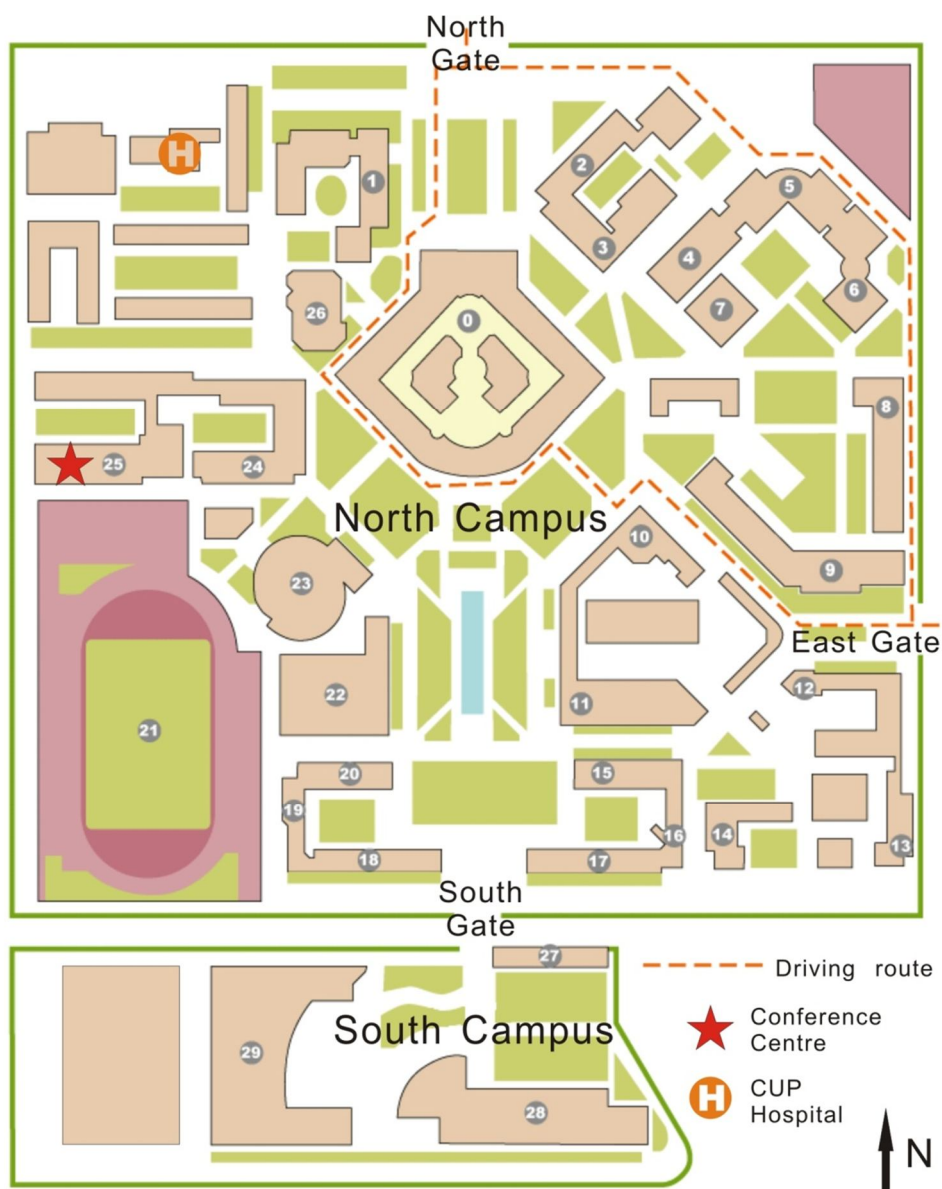 North
Gate
H
1
2
5
3
4
6
26
0
7
8
25
24
North Campus
10
23
9
East Gate
12
22
11
21
20
15
19
16
14
18
17
13
South
Gate
27
Driving route
South Campus
Conference
Centre
29
H
CUP
Hospital
28
N